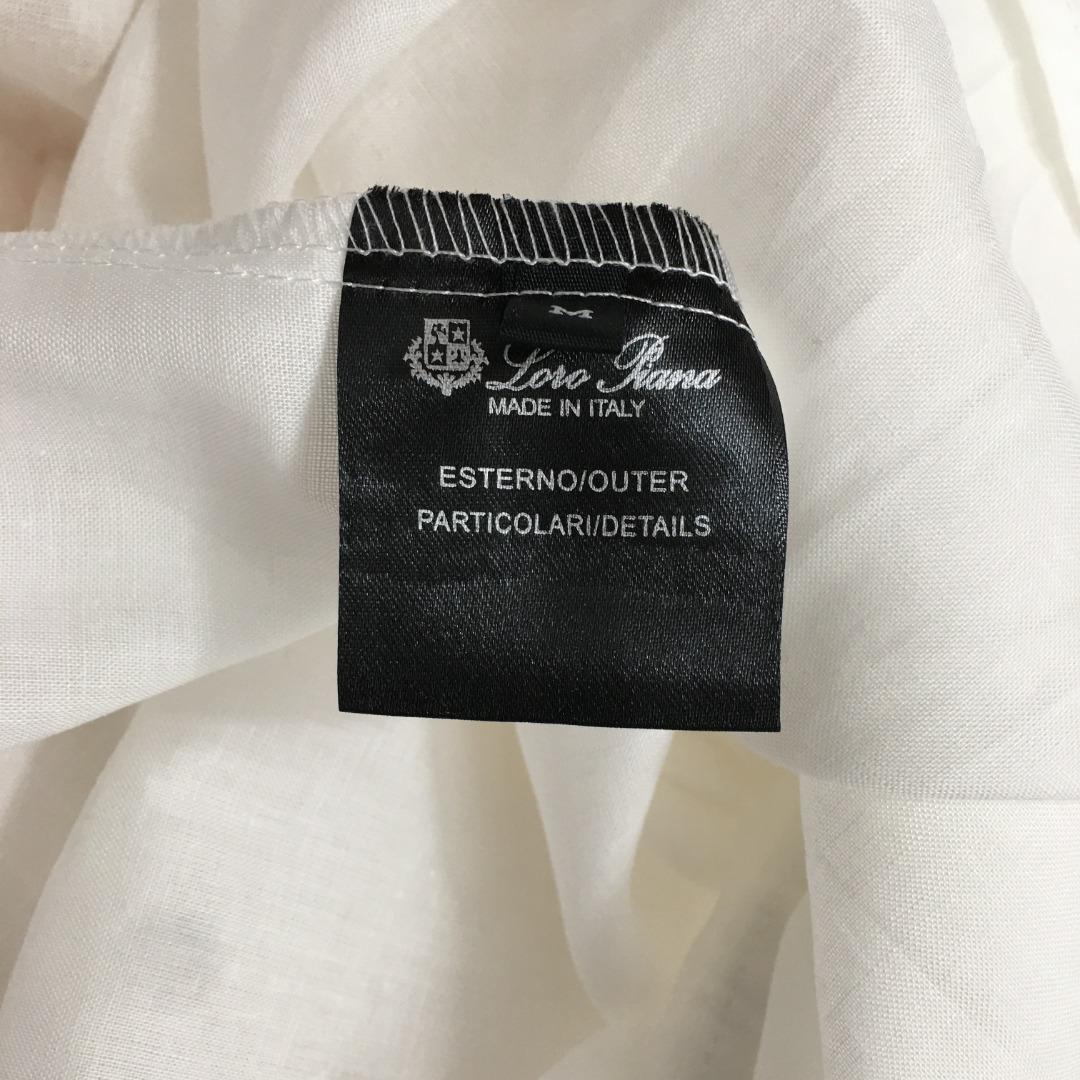 M
Loro Piana
MADE IN ITALY
ESTERNO/OUTER
PARTICOLARI/DETAILS